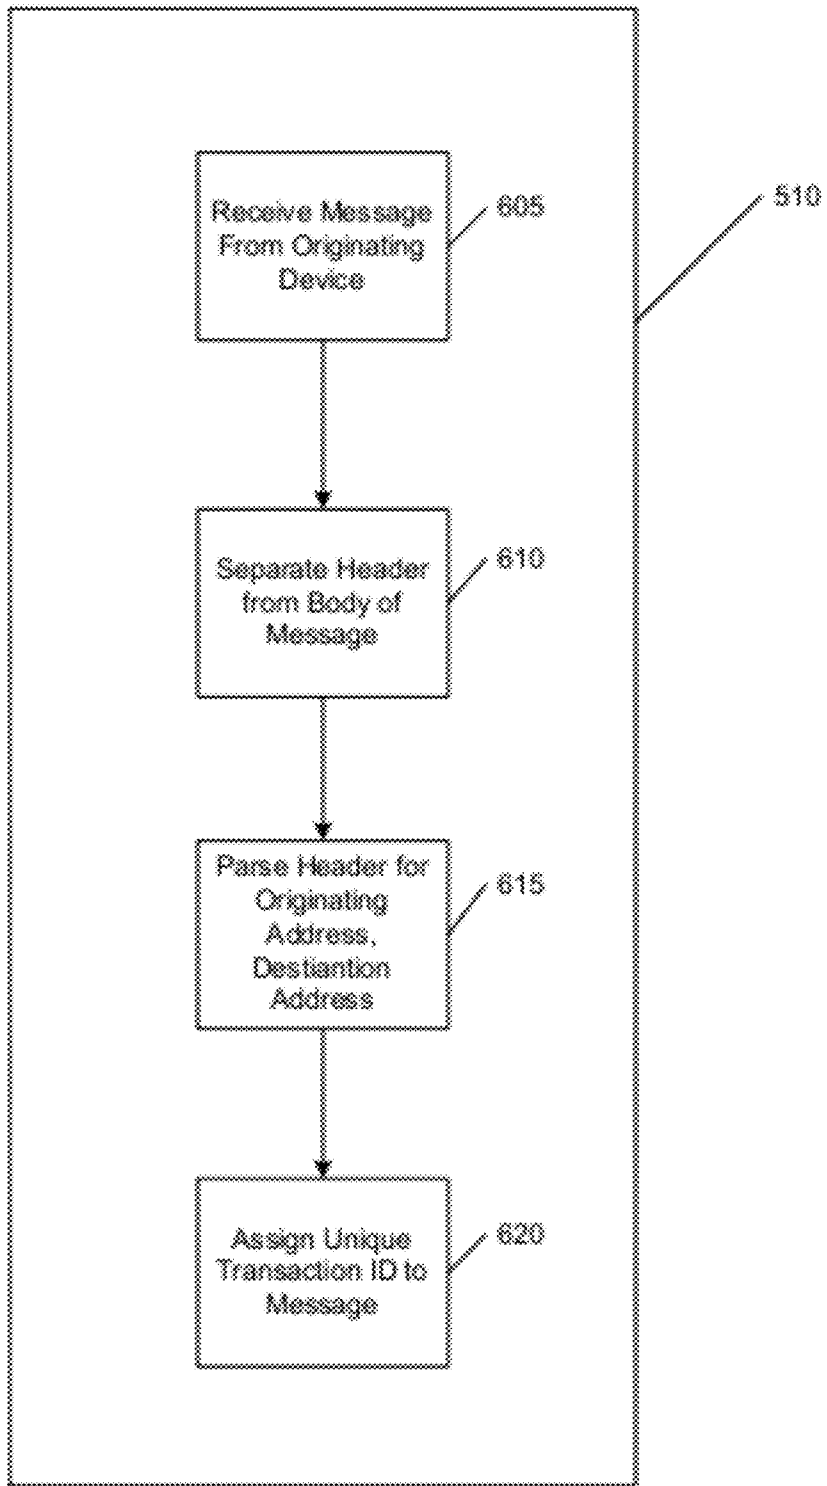 510
Receive Message
From Originating
Device
605
Separate Header
from Body of
Message
610
Parse Header for
Originating
Address,
Destiantion
Address
615
Assign Unique
Transaction ID to
Message
620